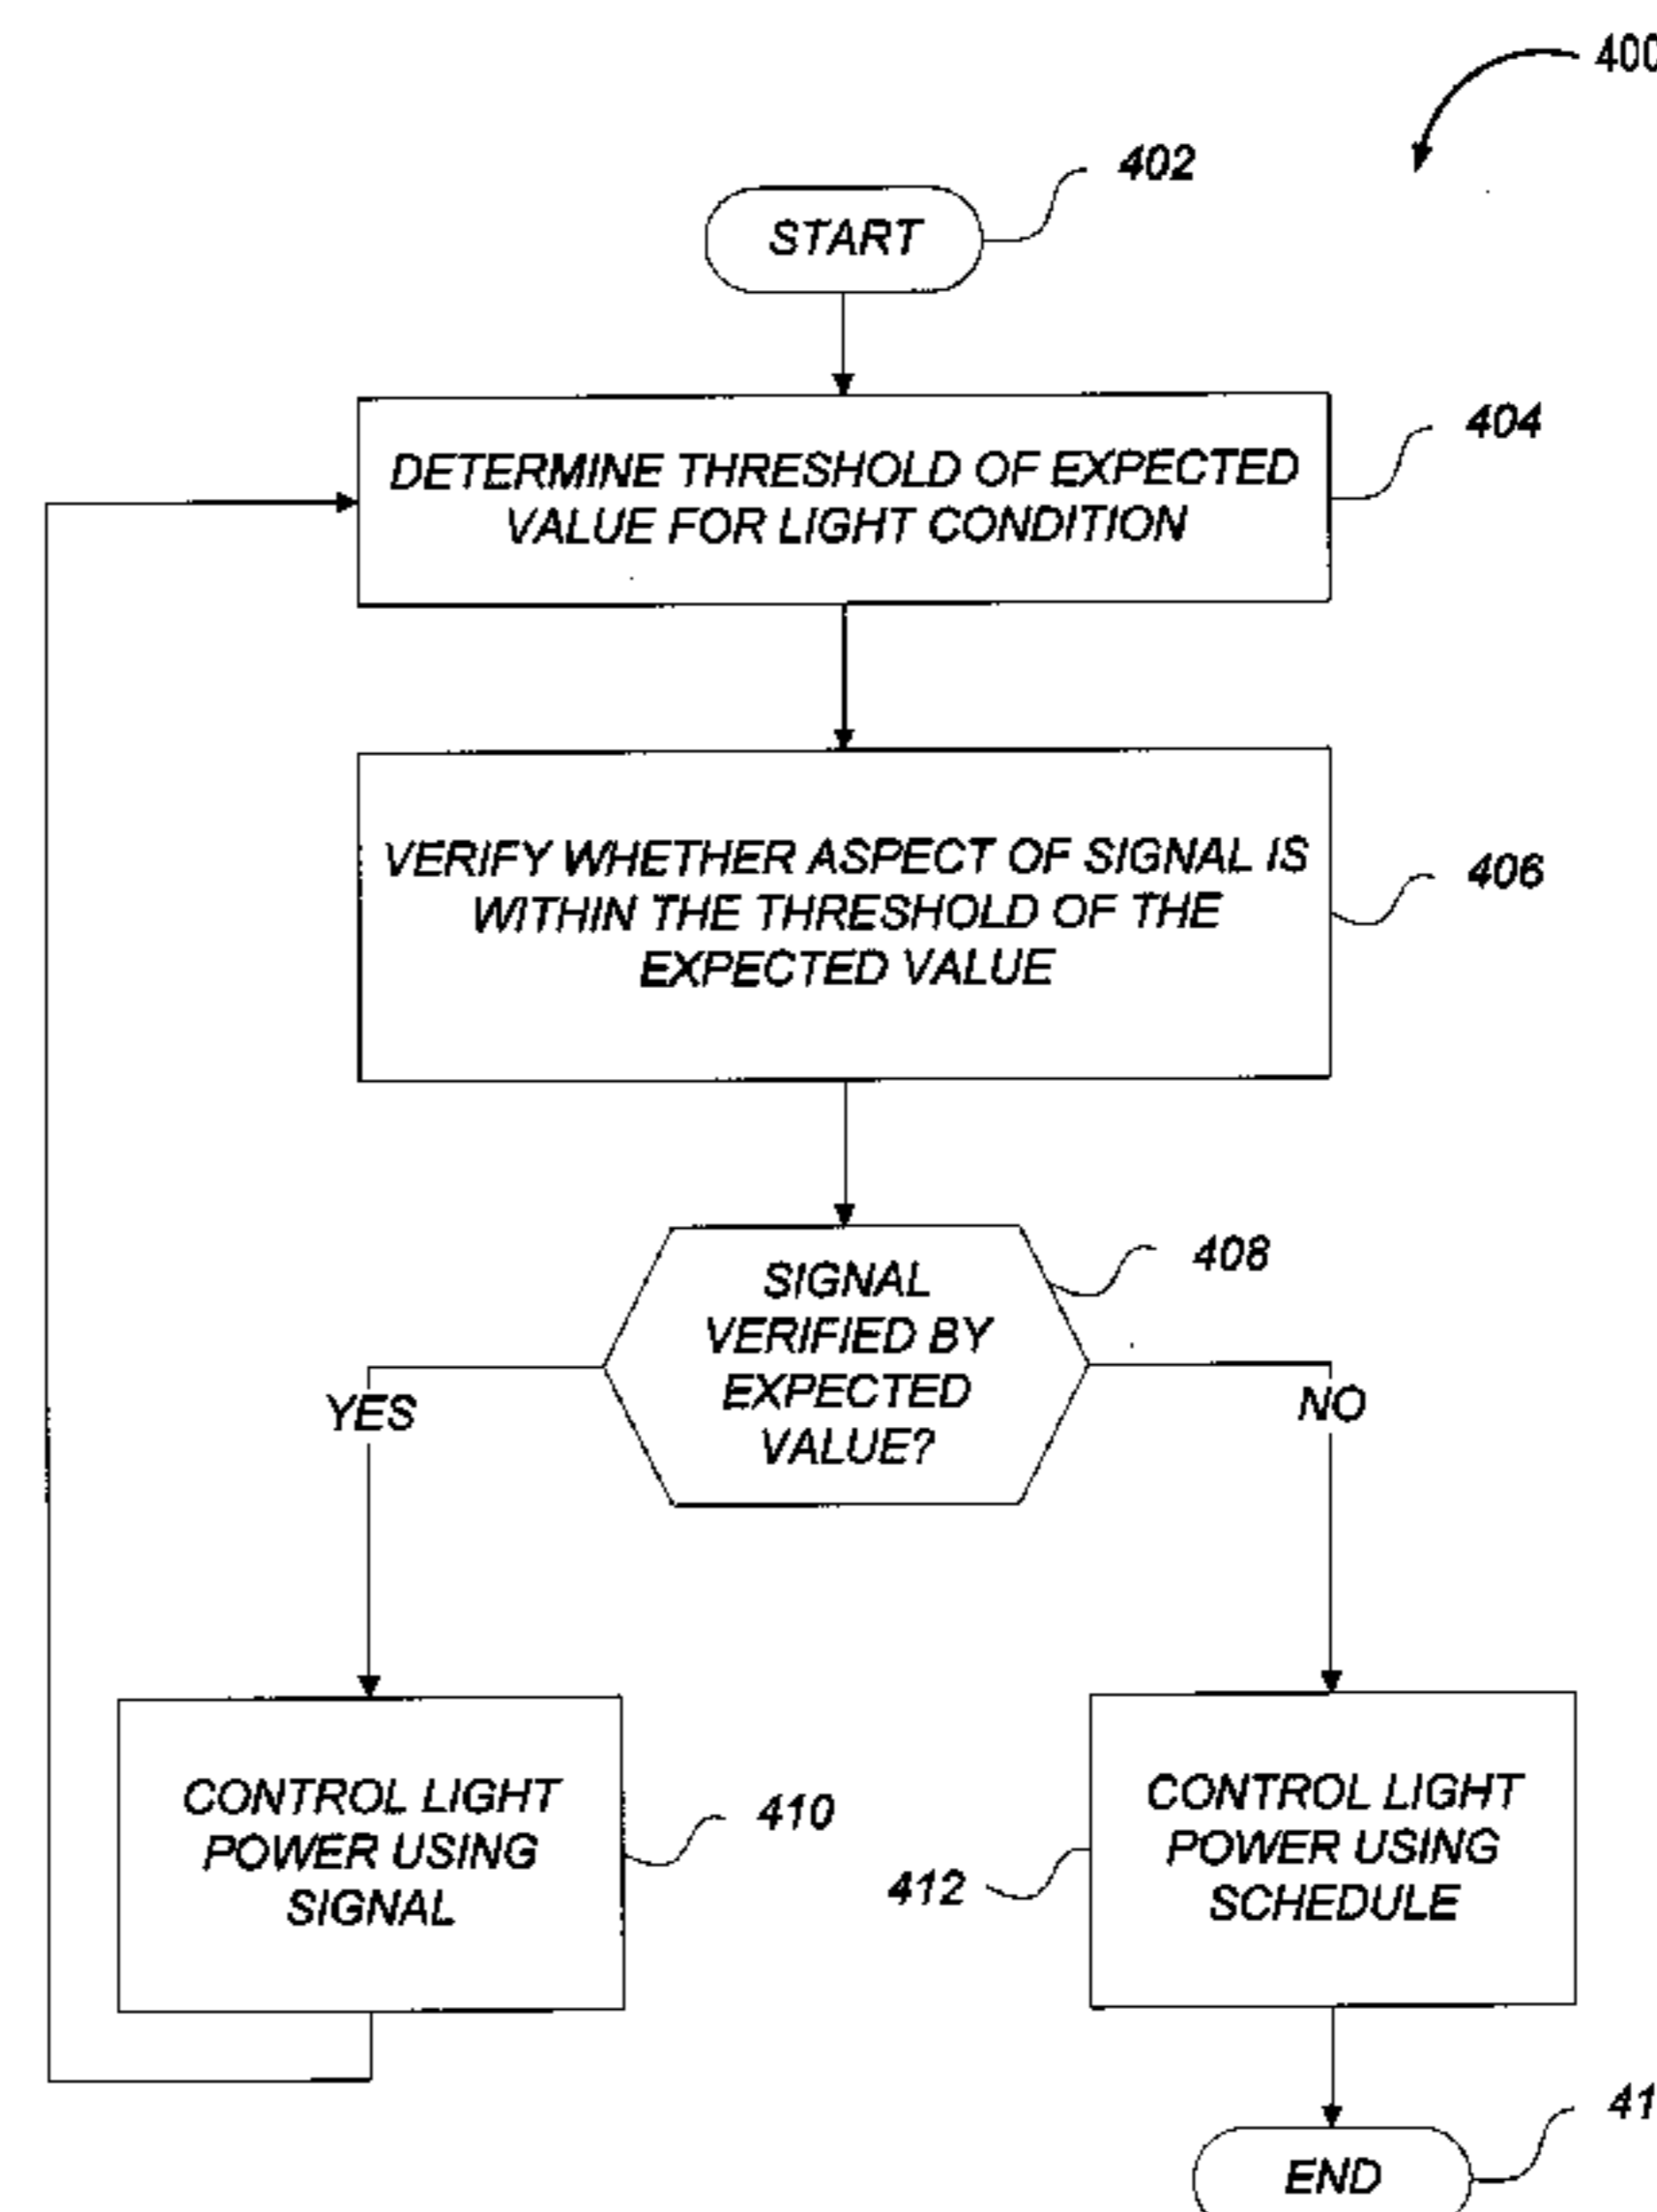 400
402
START
404
DETERMINE THRESHOLD OF EXPECTED
VALUE FOR LIGHT CONDITION
406
VERIFY WHETHER ASPECT OF SIGNAL IS
WITHIN THE THRESHOLD OF THE
EXPECTED VALUE
408
SIGNAL
VERIFIED BY
EXPECTED
VALUE?
YES
NO
CONTROL LIGHT
POWER USING
SIGNAL
410
CONTROL LIGHT
POWER USING
SCHEDULE
412
41
END